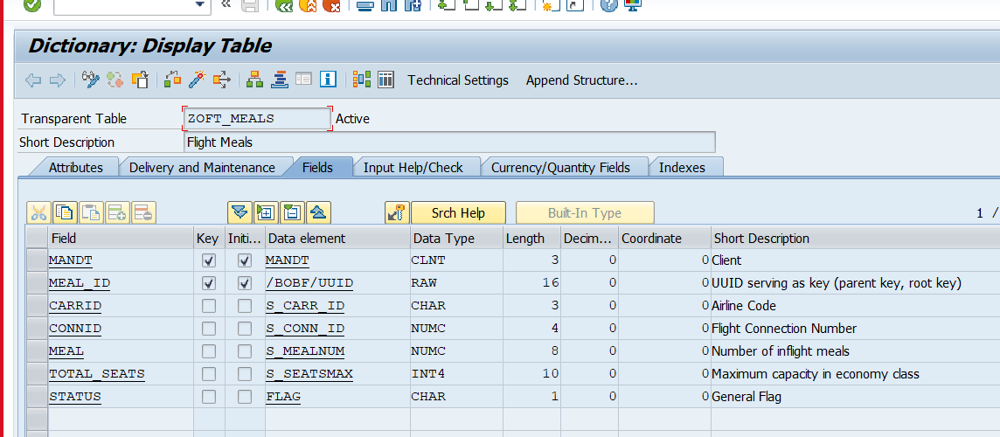 Dictionary: Display Table
Technical Settings Append Structure...
Transparent Table ZOFT_MEALS Active
Short Description Flight Meals
Attributes Delivery and Maintenance Fields Input Help/Check Currency/Quantity Fields Indexes
Srch Help Built-In Type 1 /
Field Key Initi... Data element Data Type Length Decim... Coordinate Short Description
MANDT MANDT CLNT 3 0 0 Client
MEAL_ID /BOBF/UUID RAW 16 0 0 UUID serving as key (parent key, root key)
CARRID S_CARR_ID CHAR 3 0 0 Airline Code
CONNID S_CONN_ID NUMC 4 0 0 Flight Connection Number
MEAL S_MEALNUM NUMC 8 0 0 Number of inflight meals
TOTAL_SEATS S_SEATSMAX INT4 10 0 0 Maximum capacity in economy class
STATUS FLAG CHAR 1 0 0 General Flag